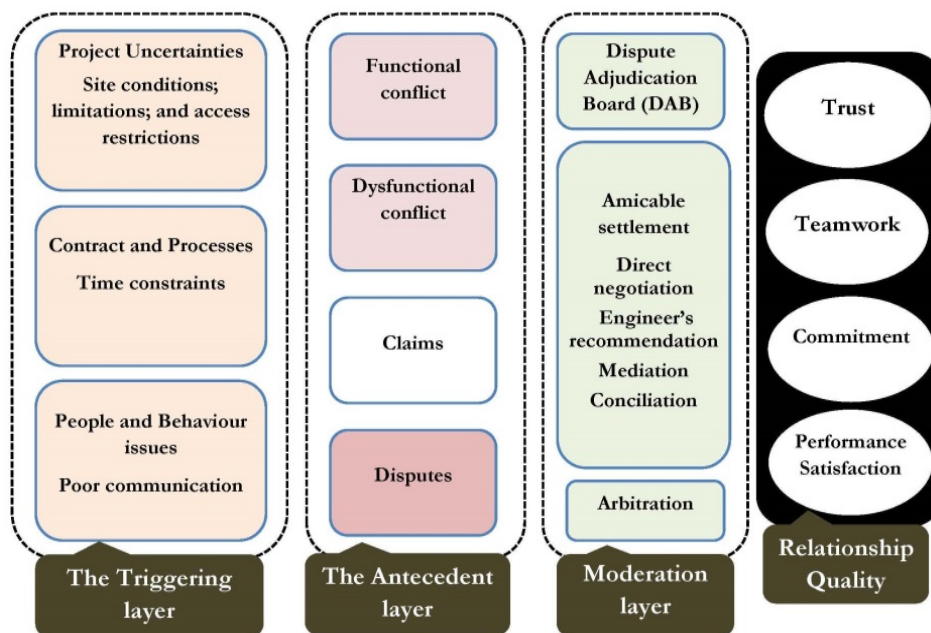 Project Uncertainties
Site conditions;
limitations; and access
restrictions
Contract and Processes
Time constraints
People and Behaviour
issues
Poor communication
The Triggering
layer
Functional
conflict
Dysfunctional
conflict
Claims
Disputes
The Antecedent
layer
Dispute
Adjudication
Board (DAB)
Amicable
settlement
Direct
negotiation
Engineer's
recommendation
Mediation
Conciliation
Arbitration
Moderation
layer
Trust
Teamwork
Commitment
Performance
Satisfaction
Relationship
Quality